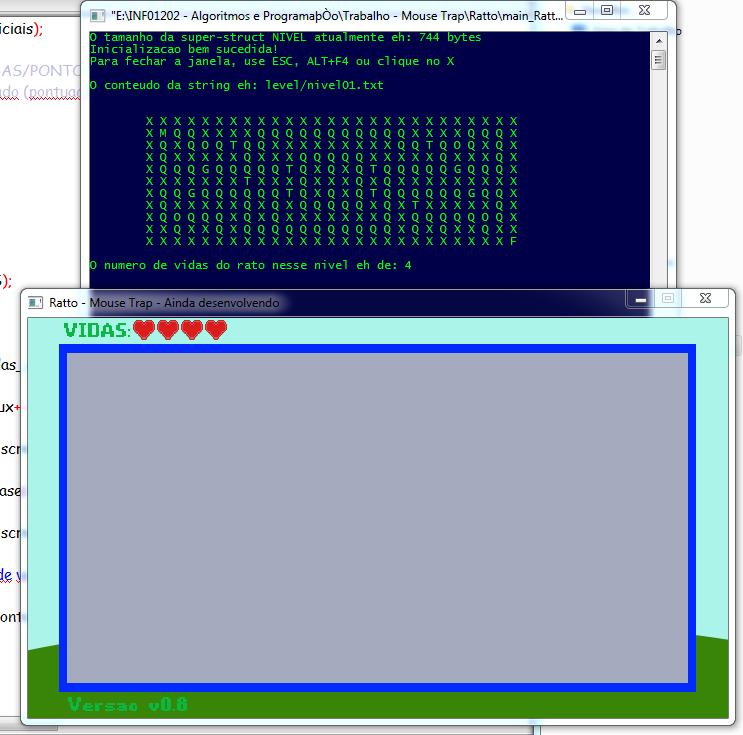 iciais);
AS/PONTO
do (pontuac
);
das_
ux+
scr
ase
scr
de v
ont
"E:\INF01202 - Algoritmos e ProgramaþÒo\Trabalho - Mouse Trap\Ratto\main_Ratt...
O tamanho da super-struct NIVEL atualmente eh: 744 bytes
Inicializacao bem sucedida!
Para fechar a janela, use ESC, ALT+F4 ou clique no X
O conteudo da string eh: level/nivel01.txt
X X X X X X X X X X X X X X X X X X X X X X X X X X X
X M Q Q X X X X Q Q Q Q Q Q Q Q Q Q Q X X X X Q Q Q X
X Q X Q O Q T Q Q X X X X X X X X X Q Q T Q O Q X Q X
X Q X X X X X X Q X Q Q Q Q Q Q Q X Q X X X X X X Q X
X Q Q Q G Q Q Q Q Q T Q X Q X Q T Q Q Q Q Q G Q Q Q X
X X X X X X X T X X X Q X Q X Q X X X X X X X X X X X
X Q Q G Q Q Q Q Q Q T Q X Q X Q T Q Q Q Q Q Q G Q Q X
X Q X X X X X X X Q X Q X Q X Q X Q X T X X X X X Q X
X Q O Q Q Q Q Q X Q X Q Q Q Q Q X Q X Q Q Q Q Q O Q X
X X Q X X X X Q Q Q X X X X X X X Q Q Q X X X X Q X X
X X X X X X X X X X X X X X X X X X X X X X X X X X F
O numero de vidas do rato nesse nivel eh de: 4
Ratto - Mouse Trap - Ainda desenvolvendo
VIDAS:
Versao v0.8